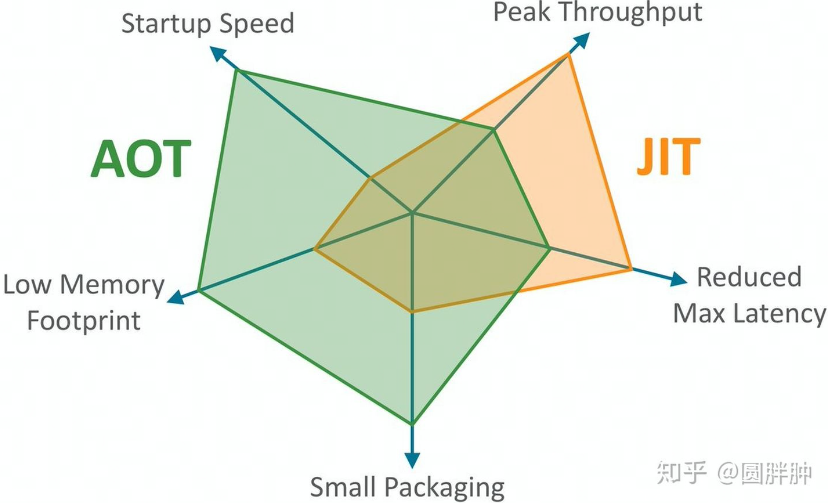 Startup Speed
Peak Throughput
AOT
JIT
Low Memory
Footprint
Reduced
Max Latency
Small Packaging
知乎 @圆胖肿